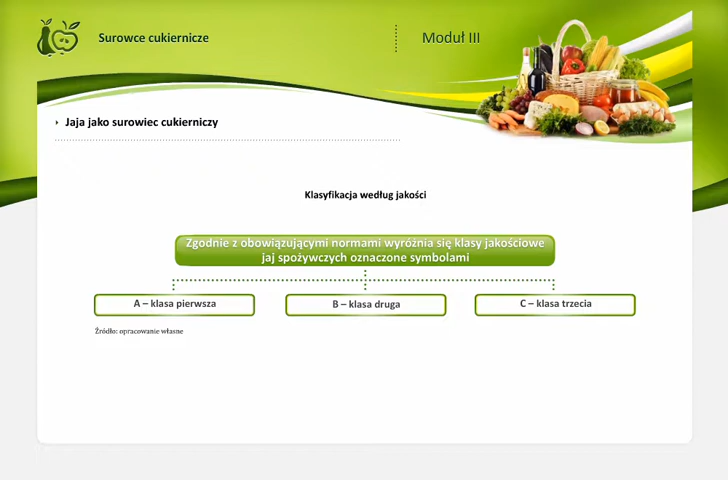 Surowce cukiernicze
Moduł III
Jaja jako surowiec cukierniczy
Klasyfikacja według jakości
Zgodnie z obowiązującymi normami wyróżnia się klasy jakościowe
jaj spożywczych oznaczone symbolami
A – klasa pierwsza
B – klasa druga
C – klasa trzecia
Źródło: opracowanie własne